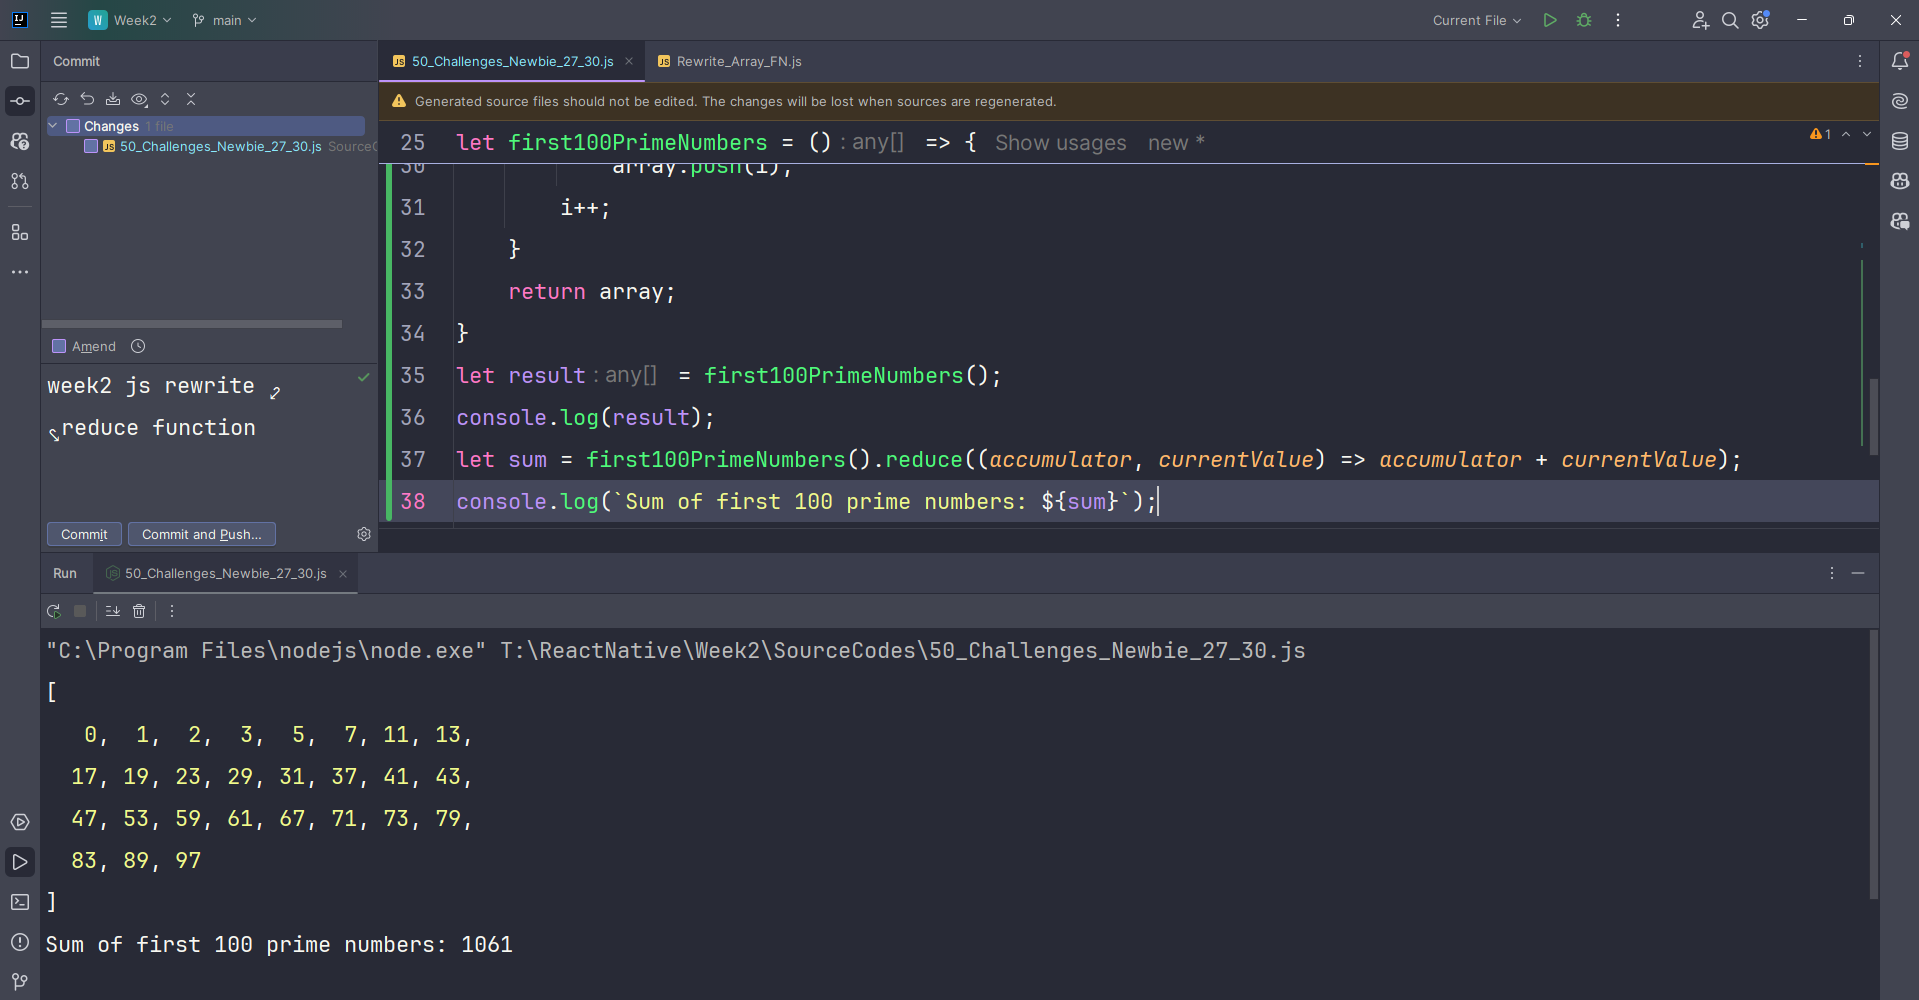 Week2
main
Current File
Commit
Changes 1 file
50_Challenges_Newbie_27_30.js
Amend
week2 js rewrite
reduce function
Commit
Commit and Push...
50_Challenges_Newbie_27_30.js
Rewrite_Array_FN.js
Generated source files should not be edited. The changes will be lost when sources are regenerated.
25 let first100PrimeNumbers = () : any[] => { Show usages new *
1
30 array.push(i);
31 i++;
32 }
33 return array;
34 }
35 let result : any[] = first100PrimeNumbers();
36 console.log(result);
37 let sum = first100PrimeNumbers().reduce((accumulator, currentValue) => accumulator + currentValue);
38 console.log(`Sum of first 100 prime numbers: ${sum}`);
Run
50_Challenges_Newbie_27_30.js
"C:\Program Files\nodejs\node.exe" T:\ReactNative\Week2\SourceCodes\50_Challenges_Newbie_27_30.js
[
0, 1, 2, 3, 5, 7, 11, 13,
17, 19, 23, 29, 31, 37, 41, 43,
47, 53, 59, 61, 67, 71, 73, 79,
83, 89, 97
]
Sum of first 100 prime numbers: 1061